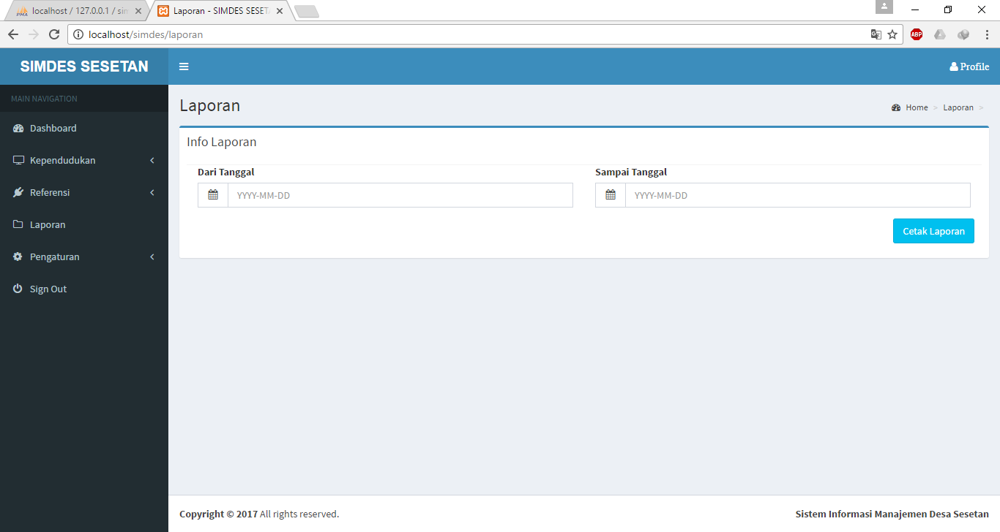 localhost / 127.0.0.1 / sim
Laporan - SIMDES SESETA
localhost/simdes/laporan
ABP
SIMDES SESETAN
Profile
MAIN NAVIGATION
Dashboard
Kependudukan
Referensi
Laporan
Pengaturan
Sign Out
Laporan
Home > Laporan >
Info Laporan
Dari Tanggal
YYYY-MM-DD
Sampai Tanggal
YYYY-MM-DD
Cetak Laporan
Copyright © 2017 All rights reserved.
Sistem Informasi Manajemen Desa Sesetan